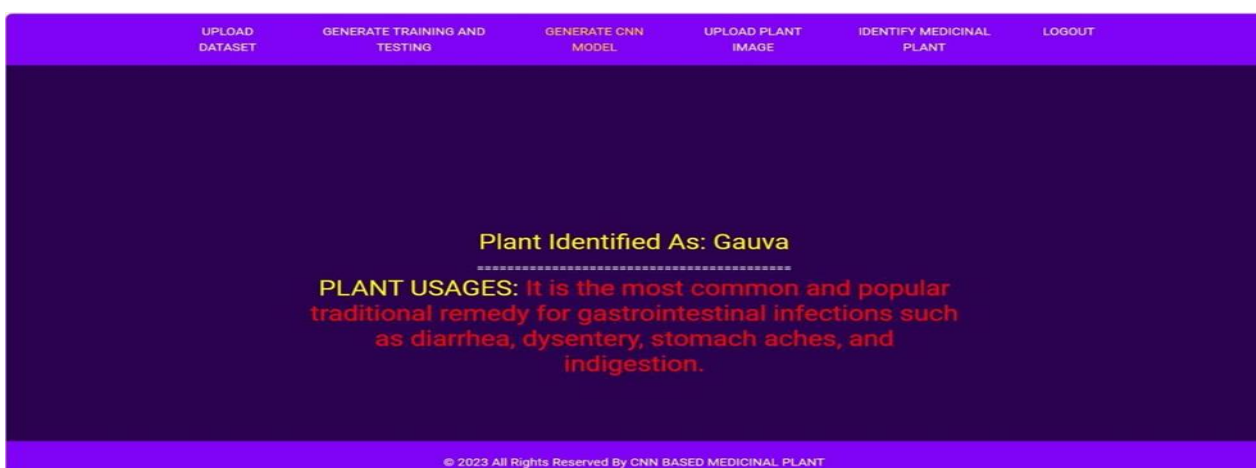 UPLOAD DATASET
GENERATE TRAINING AND TESTING
GENERATE CNN MODEL
UPLOAD PLANT IMAGE
IDENTIFY MEDICINAL PLANT
LOGOUT
Plant Identified As: Gauva
==========================================
PLANT USAGES: It is the most common and popular
traditional remedy for gastrointestinal infections such
as diarrhea, dysentery, stomach aches, and
indigestion.
© 2023 All Rights Reserved By CNN BASED MEDICINAL PLANT